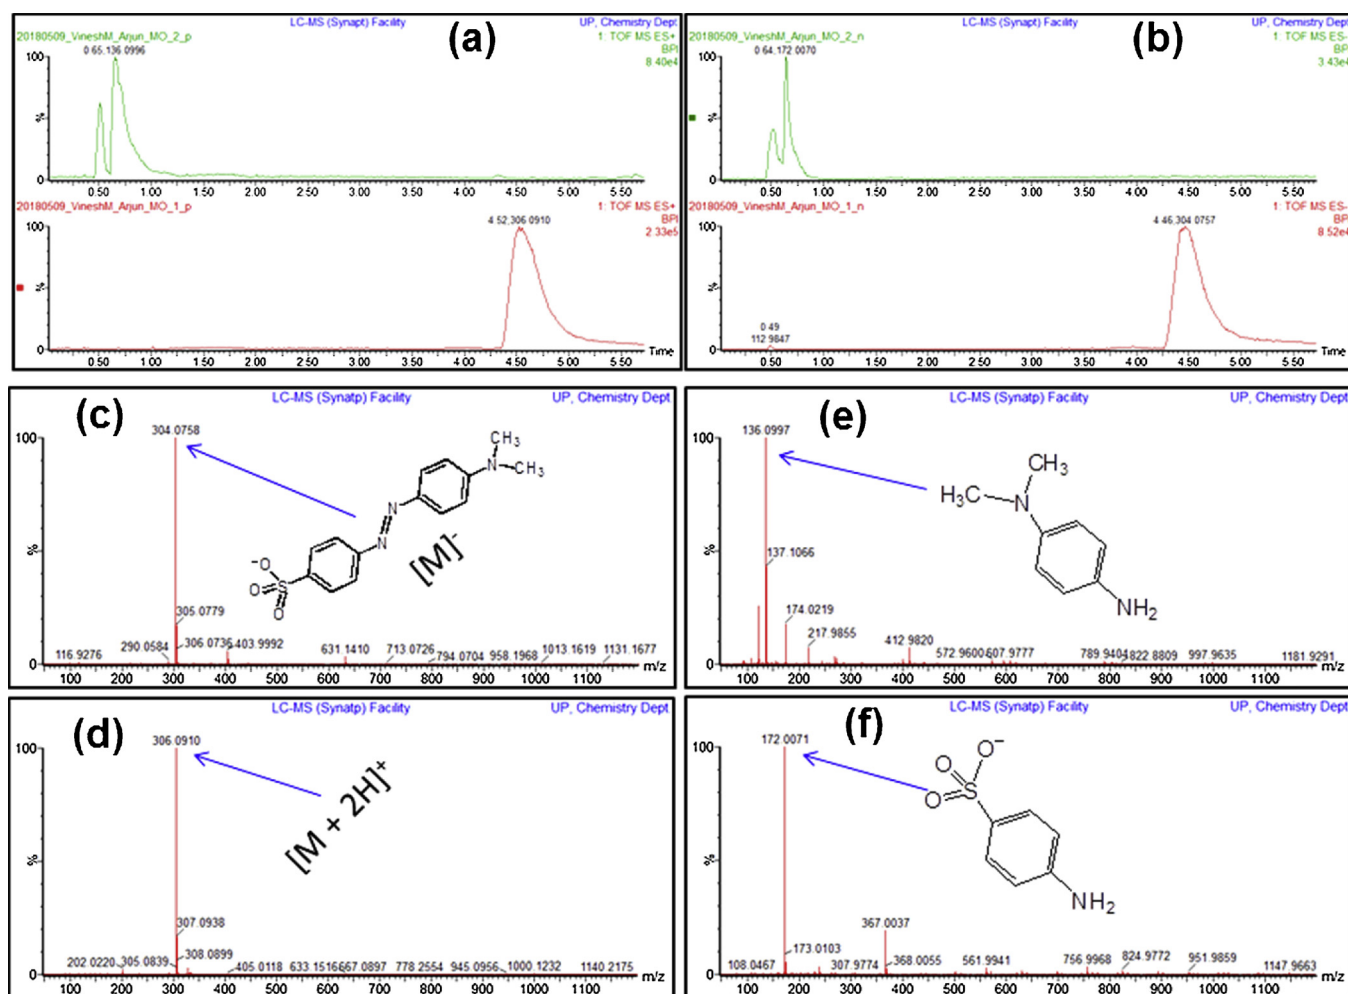 LC-MS (Synapt) Facility
UP, Chemistry Dept
20180509_VineshM_Arjun_MO_2_p
(a)
1: TOF MS ES+
BPI
8 40e4
0 65,136 0996
100
%
0
0 50 1 00 1 50 2 00 2 50 3 00 3 50 4 00 4 50 5 00 5 50
20180509_VineshM_Arjun_MO_1_p
1: TOF MS ES+
BPI
2 33e5
4 52,306 0910
100
%
0
Time
0 50 1 00 1 50 2 00 2 50 3 00 3 50 4 00 4 50 5 00 5 50
LC-MS (Synapt) Facility
UP, Chemistry Dept
20180509_VineshM_Arjun_MO_2_n
(b)
1: TOF MS ES-
BPI
3 43e4
0 64,172 0070
100
%
0
0 50 1 00 1 50 2 00 2 50 3 00 3 50 4 00 4 50 5 00 5 50
20180509_VineshM_Arjun_MO_1_n
1: TOF MS ES-
BPI
8 52e4
4 46,304 0757
100
%
0 49
112 9847
0
Time
0 50 1 00 1 50 2 00 2 50 3 00 3 50 4 00 4 50 5 00 5 50
LC-MS (Synatp) Facility
UP, Chemistry Dept
(c)
304.0758
100
CH3
N
CH3
N
N
%
[M]-
-O
O
S
O
305.0779
290.0584
306.0736
403.9992
116.9276
631.1410
713.0726
794.0704
958.1968
1013.1619
1131.1677
0
m/z
100 200 300 400 500 600 700 800 900 1000 1100
LC-MS (Synatp) Facility
UP, Chemistry Dept
(e)
136.0997
100
CH3
H3C
N
%
137.1066
NH2
174.0219
217.9855
412.9820
572.9600
607.9777
789.9404
822.8809
997.9635
1181.9291
0
m/z
100 200 300 400 500 600 700 800 900 1000 1100
LC-MS (Synatp) Facility
UP, Chemistry Dept
(d)
306.0910
100
[M + 2H]+
%
307.0938
308.0899
202.0220
305.0839
405.0118
633.1516
667.0897
778.2554
945.0956
1000.1232
1140.2175
0
m/z
100 200 300 400 500 600 700 800 900 1000 1100
LC-MS (Synatp) Facility
UP, Chemistry Dept
(f)
172.0071
100
O-
O
S
O
%
NH2
367.0037
173.0103
108.0467
307.9774
368.0055
561.9941
756.9968
824.9772
951.9859
1147.9663
0
m/z
100 200 300 400 500 600 700 800 900 1000 1100